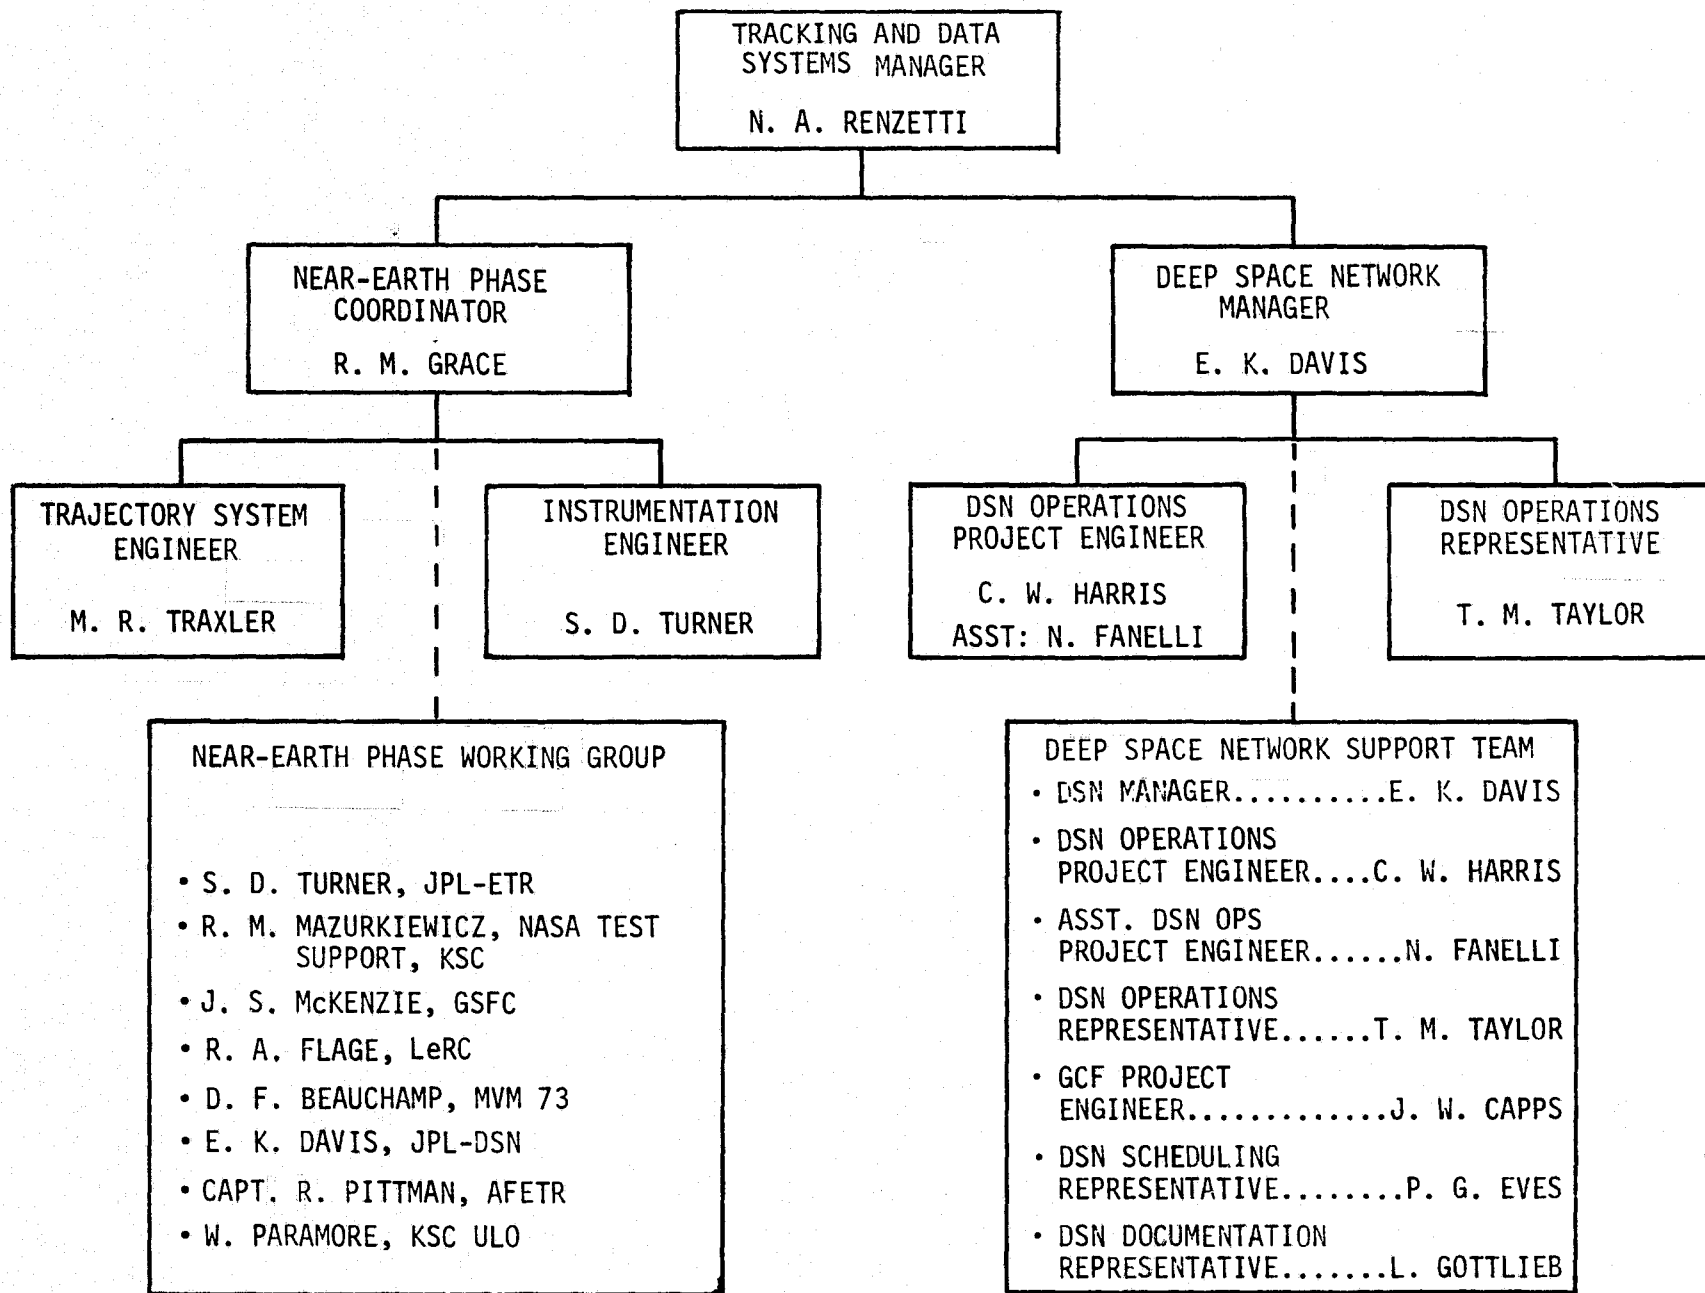 TRACKING AND DATA
SYSTEMS MANAGER
N. A. RENZETTI
NEAR-EARTH PHASE
COORDINATOR
R. M. GRACE
DEEP SPACE NETWORK
MANAGER
E. K. DAVIS
TRAJECTORY SYSTEM
ENGINEER
M. R. TRAXLER
INSTRUMENTATION
ENGINEER
S. D. TURNER
DSN OPERATIONS
PROJECT ENGINEER
C. W. HARRIS
ASST: N. FANELLI
DSN OPERATIONS
REPRESENTATIVE
T. M. TAYLOR
NEAR-EARTH PHASE WORKING GROUP
• S. D. TURNER, JPL-ETR
• R. M. MAZURKIEWICZ, NASA TEST
SUPPORT, KSC
• J. S. McKENZIE, GSFC
• R. A. FLAGE, LeRC
• D. F. BEAUCHAMP, MVM 73
• E. K. DAVIS, JPL-DSN
• CAPT. R. PITTMAN, AFETR
• W. PARAMORE, KSC ULO
DEEP SPACE NETWORK SUPPORT TEAM
• DSN MANAGER..........E. K. DAVIS
• DSN OPERATIONS
PROJECT ENGINEER....C. W. HARRIS
• ASST. DSN OPS
PROJECT ENGINEER......N. FANELLI
• DSN OPERATIONS
REPRESENTATIVE......T. M. TAYLOR
• GCF PROJECT
ENGINEER.............J. W. CAPPS
• DSN SCHEDULING
REPRESENTATIVE........P. G. EVES
• DSN DOCUMENTATION
REPRESENTATIVE.......L. GOTTLIEB